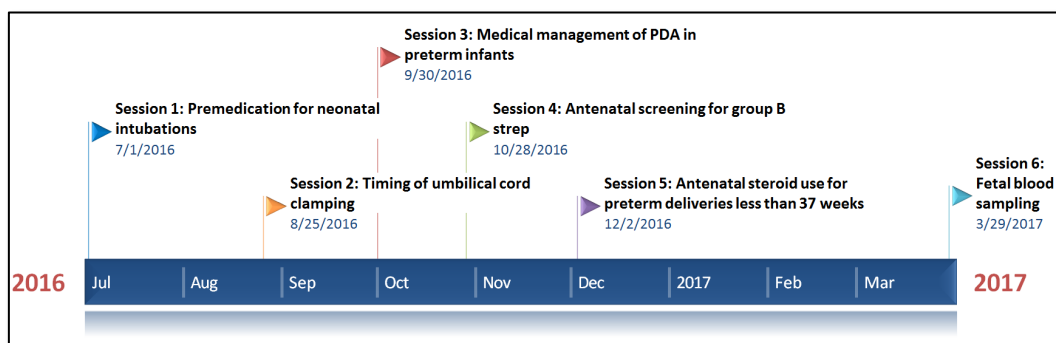 Session 3: Medical management of PDA in
preterm infants
9/30/2016
Session 1: Premedication for neonatal
intubations
7/1/2016
Session 4: Antenatal screening for group B
strep
10/28/2016
Session 2: Timing of umbilical cord
clamping
8/25/2016
Session 5: Antenatal steroid use for
preterm deliveries less than 37 weeks
12/2/2016
Session 6:
Fetal blood
sampling
3/29/2017
2016 Jul Aug Sep Oct Nov Dec 2017 Feb Mar 2017